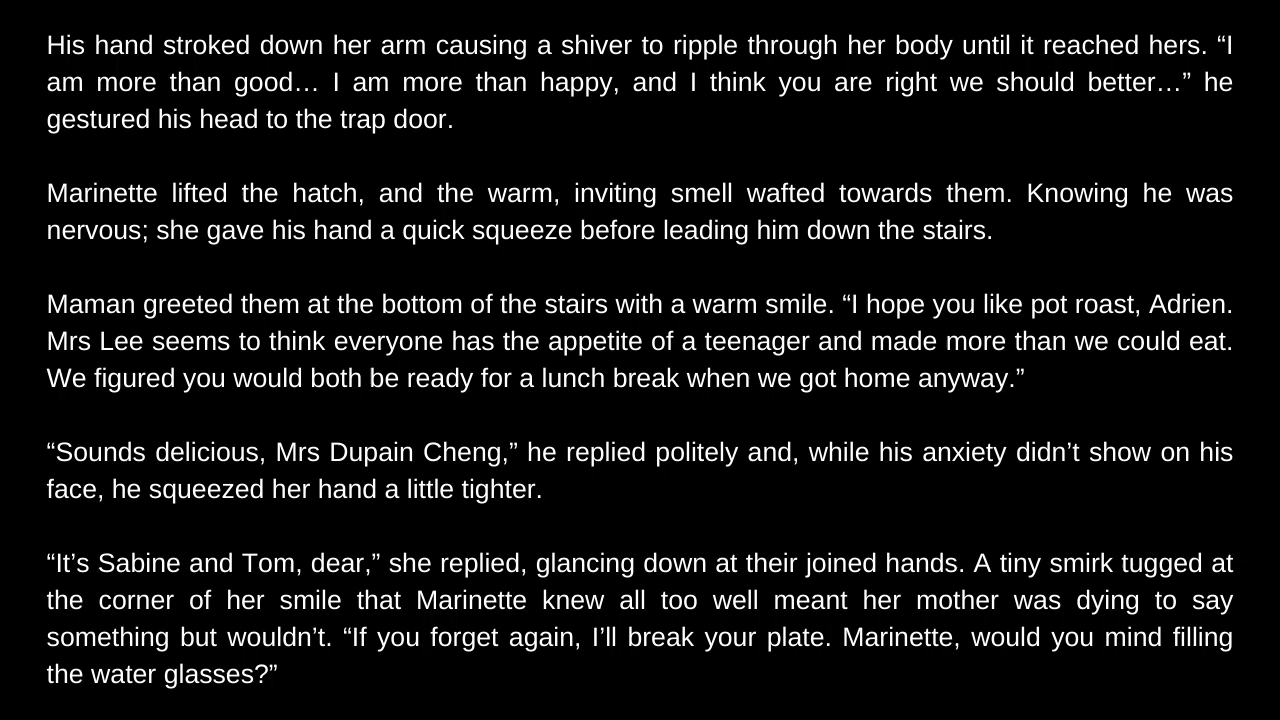 His hand stroked down her arm causing a shiver to ripple through her body until it reached hers. “I
am more than good… I am more than happy, and I think you are right we should better…” he
gestured his head to the trap door.
Marinette lifted the hatch, and the warm, inviting smell wafted towards them. Knowing he was
nervous; she gave his hand a quick squeeze before leading him down the stairs.
Maman greeted them at the bottom of the stairs with a warm smile. “I hope you like pot roast, Adrien.
Mrs Lee seems to think everyone has the appetite of a teenager and made more than we could eat.
We figured you would both be ready for a lunch break when we got home anyway.”
“Sounds delicious, Mrs Dupain Cheng,” he replied politely and, while his anxiety didn’t show on his
face, he squeezed her hand a little tighter.
“It’s Sabine and Tom, dear,” she replied, glancing down at their joined hands. A tiny smirk tugged at
the corner of her smile that Marinette knew all too well meant her mother was dying to say
something but wouldn’t. “If you forget again, I’ll break your plate. Marinette, would you mind filling
the water glasses?”